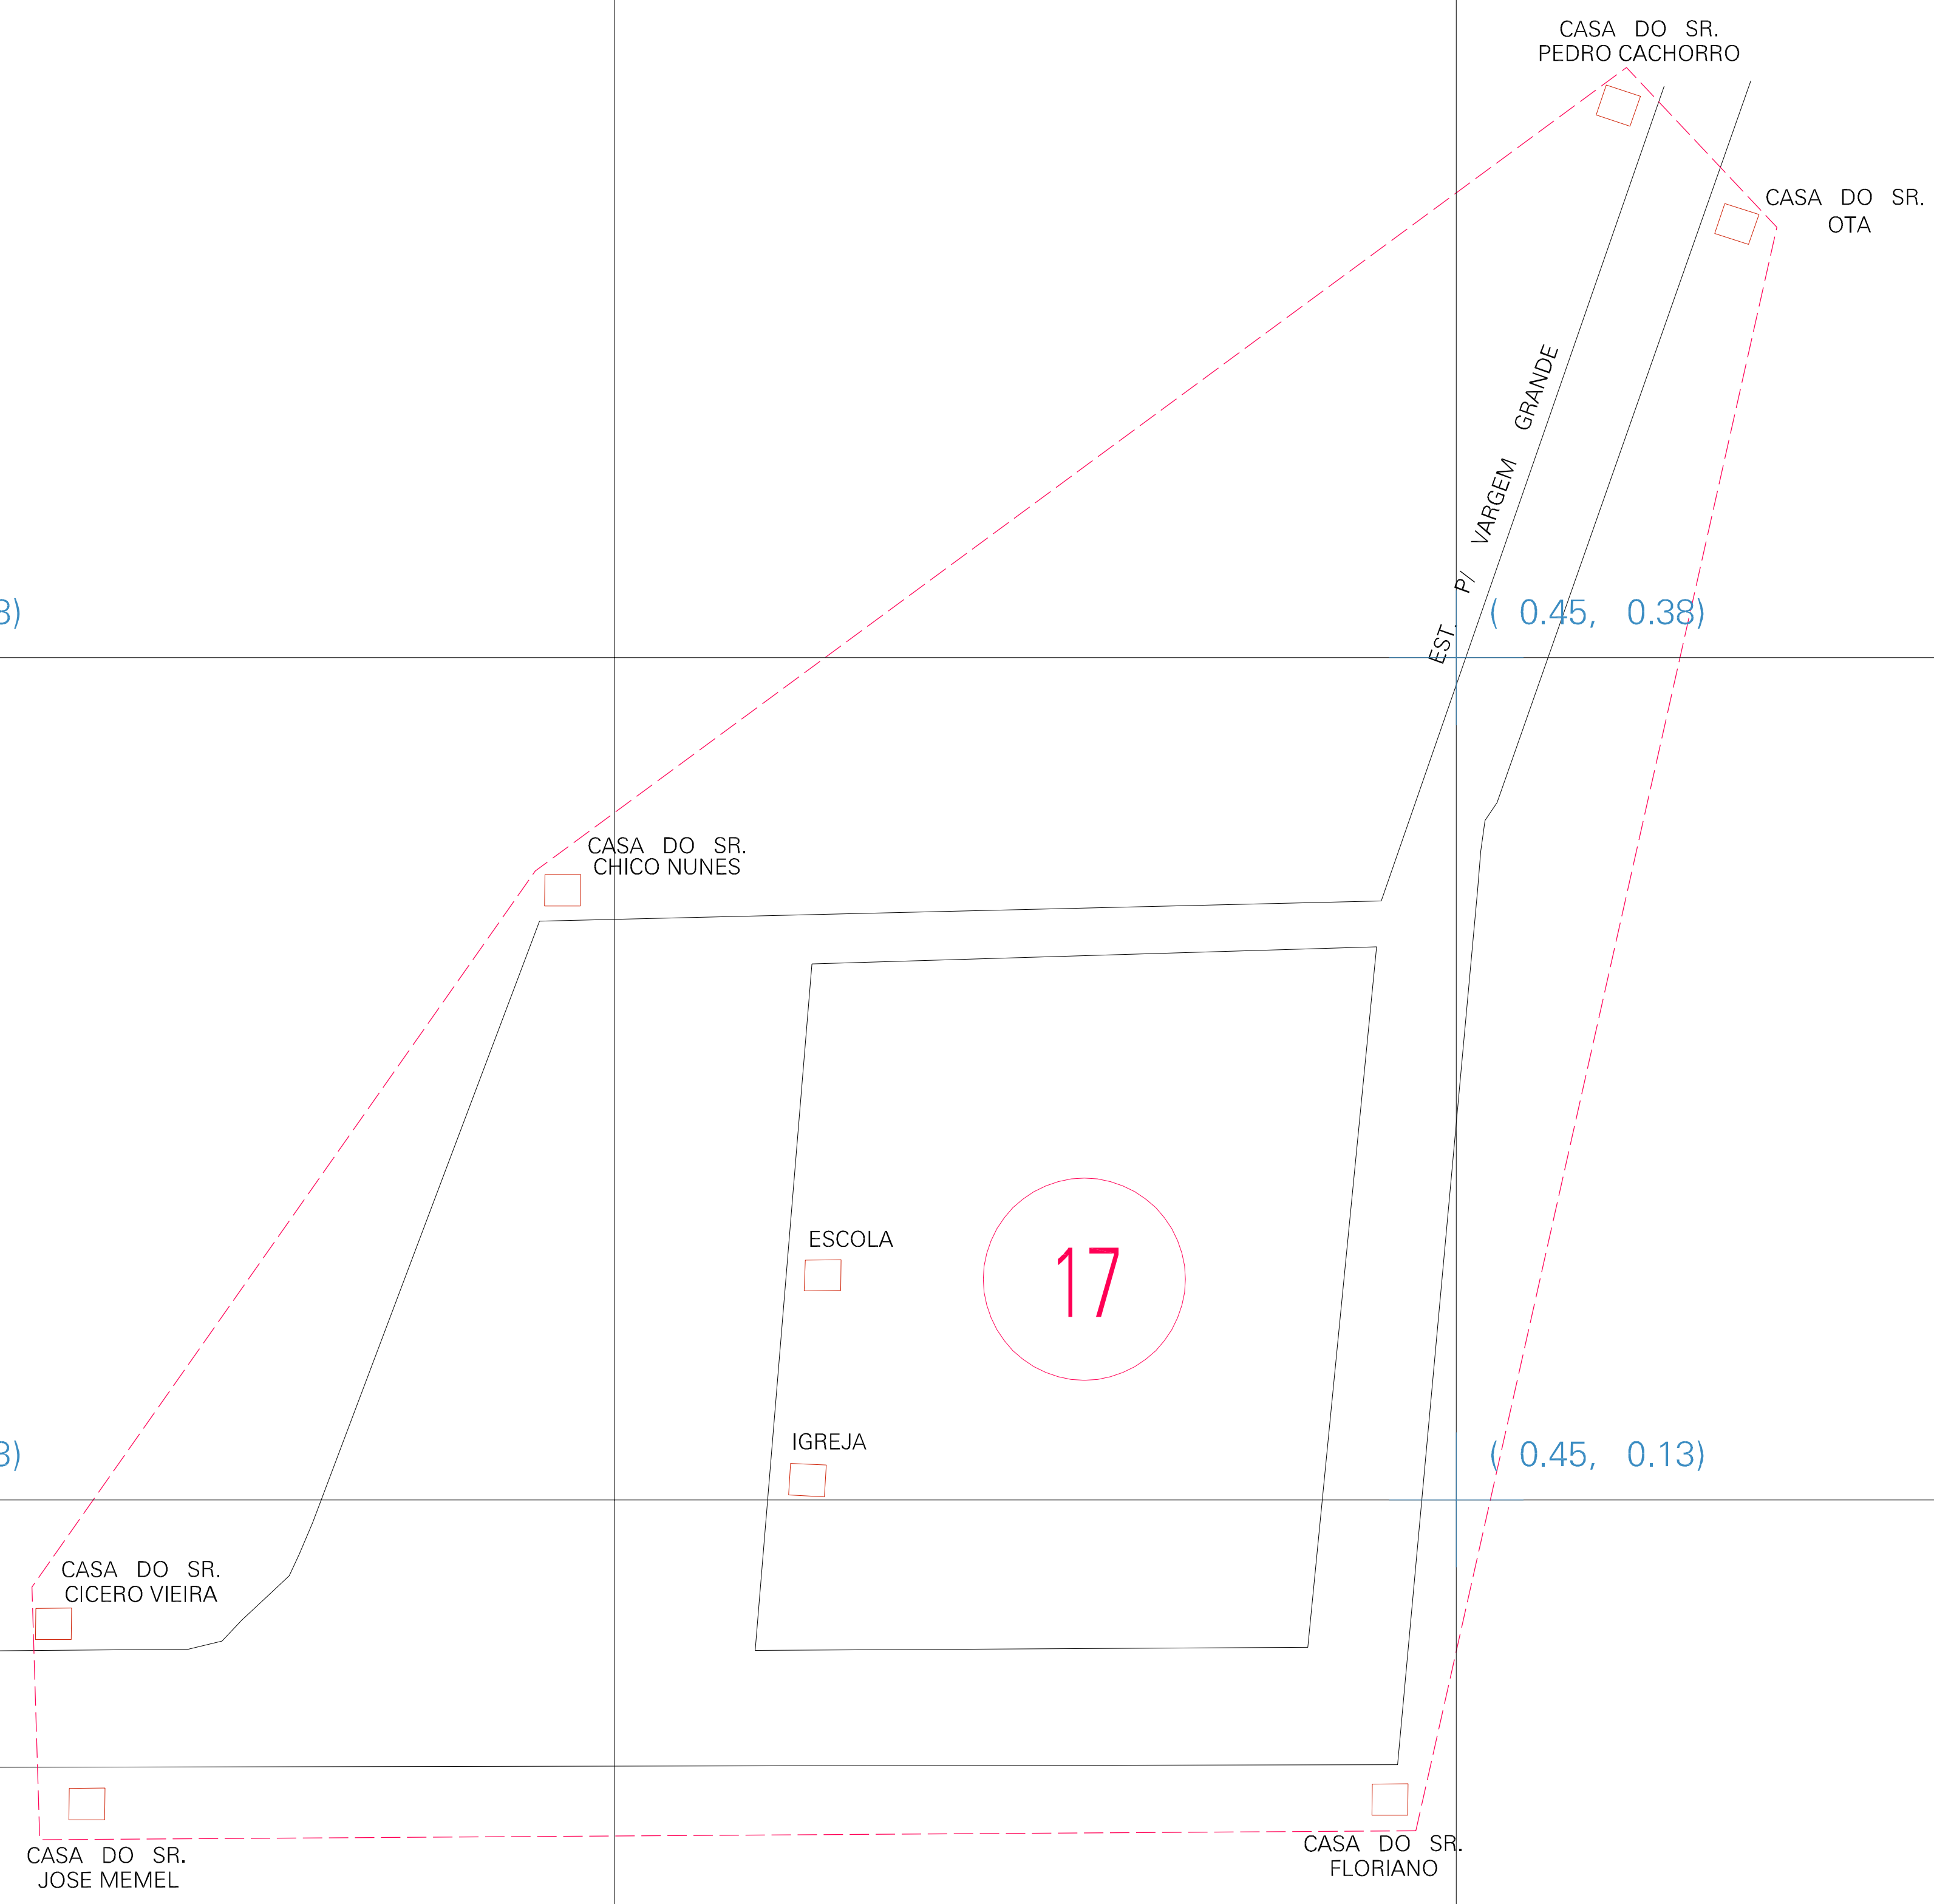 CASA DO SR.
PEDRO CACHORRO
CASA DO SR.
OTA
EST. P/ VARGEM GRANDE
3)
( 0.45, 0.38)
CASA DO SR.
CHICO NUNES
ESCOLA
17
IGREJA
3)
( 0.45, 0.13)
CASA DO SR.
CICERO VIEIRA
CASA DO SR.
JOSE MEMEL
CASA DO SR.
FLORIANO